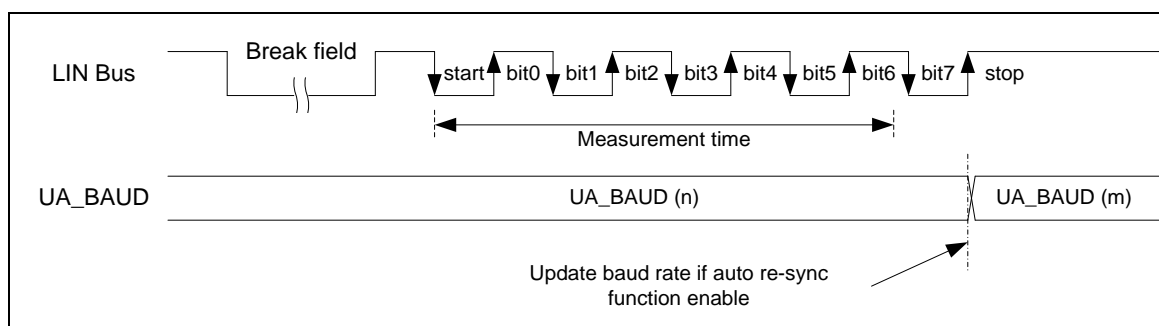 Break field
LIN Bus
start bit0 bit1 bit2 bit3 bit4 bit5 bit6 bit7 stop
Measurement time
UA_BAUD
UA_BAUD (n)
UA_BAUD (m)
Update baud rate if auto re-sync
function enable